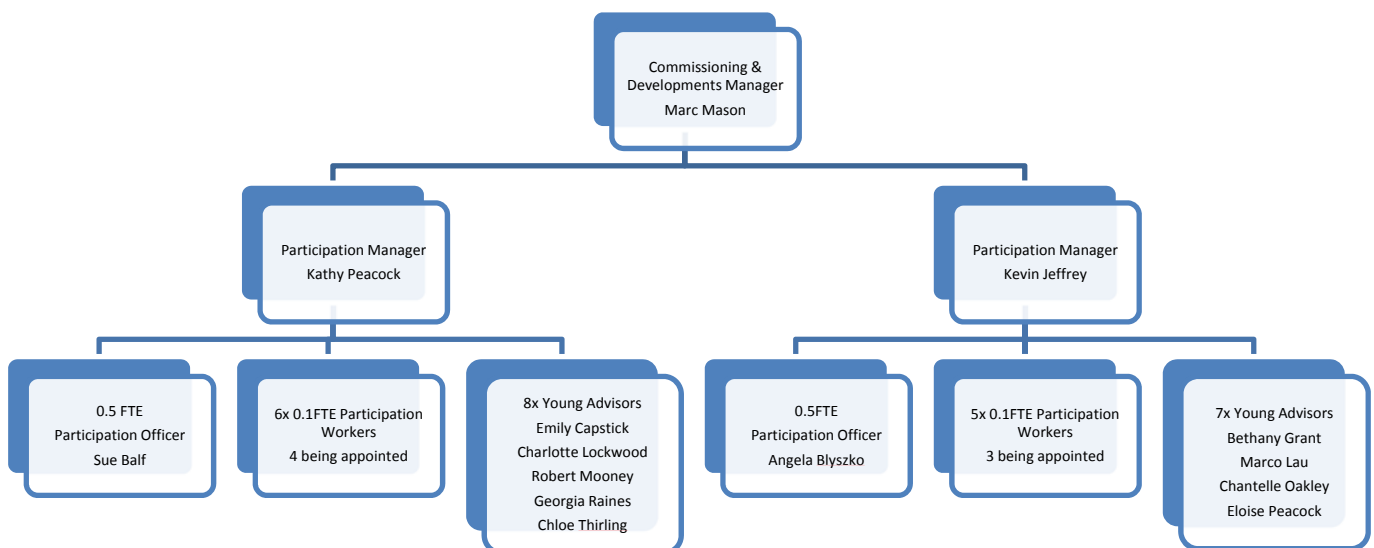 Commissioning &
Developments Manager
Marc Mason
Participation Manager
Kathy Peacock
Participation Manager
Kevin Jeffrey
0.5 FTE
Participation Officer
Sue Balf
6x 0.1FTE Participation
Workers
4 being appointed
8x Young Advisors
Emily Capstick
Charlotte Lockwood
Robert Mooney
Georgia Raines
Chloe Thirling
0.5FTE
Participation Officer
Angela Blyszko
5x 0.1FTE Participation
Workers
3 being appointed
7x Young Advisors
Bethany Grant
Marco Lau
Chantelle Oakley
Eloise Peacock